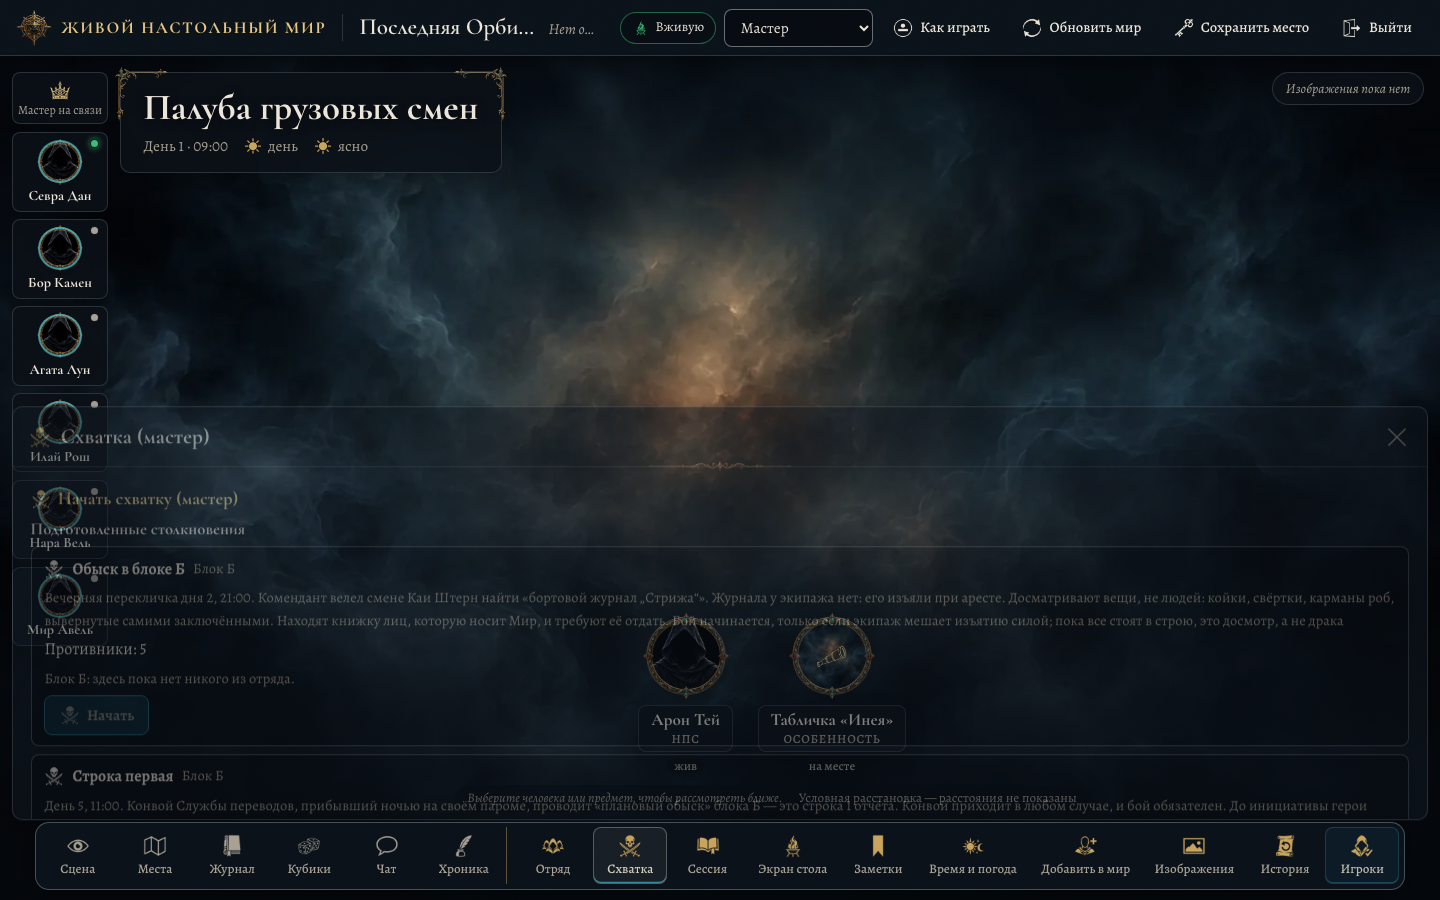 ЖИВОЙ НАСТОЛЬНЫЙ МИР
Последняя Орби...
Нет о...
Вживую
Мастер
Как играть
Обновить мир
Сохранить место
Выйти
Мастер на связи
Палуба грузовых смен
День 1 · 09:00 день ясно
Изображения пока нет
Севра Дан
Бор Камен
Агата Лун
Илай Рош
Нара Вель
Мир Авель
Схватка (мастер)
Начать схватку (мастер)
Подготовленные столкновения
Обыск в блоке Б Блок Б
Вечерняя перекличка дня 2, 21:00. Комендант велел смене Каи Штерн найти «бортовой журнал „Стрижа“». Журнала у экипажа нет: его изъяли при аресте. Досматривают вещи, не людей: койки, свёртки, карманы роб,
вывернутые самими заключёнными. Находят книжку лиц, которую носит Мир, и требуют её отдать. Бой начинается, только если экипаж мешает изъятию силой; пока все стоят в строю, это досмотр, а не драка
Противники: 5
Блок Б: здесь пока нет никого из отряда.
Начать
Арон Тей
НПС
жив
Табличка «Инея»
ОСОБЕННОСТЬ
на месте
Строка первая Блок Б
Выберите человека или предмет, чтобы рассмотреть ближе. Условная расстановка — расстояния не показаны
День 5, 11:00. Конвой Службы переводов, прибывший ночью на своём пароме, проводит «плановый обыск» блока Б — это строка 1 отчёта. Конвой приходит в любом случае, и бой обязателен. До инициативы герои
Сцена
Места
Журнал
Кубики
Чат
Хроника
Отряд
Схватка
Сессия
Экран стола
Заметки
Время и погода
Добавить в мир
Изображения
История
Игроки